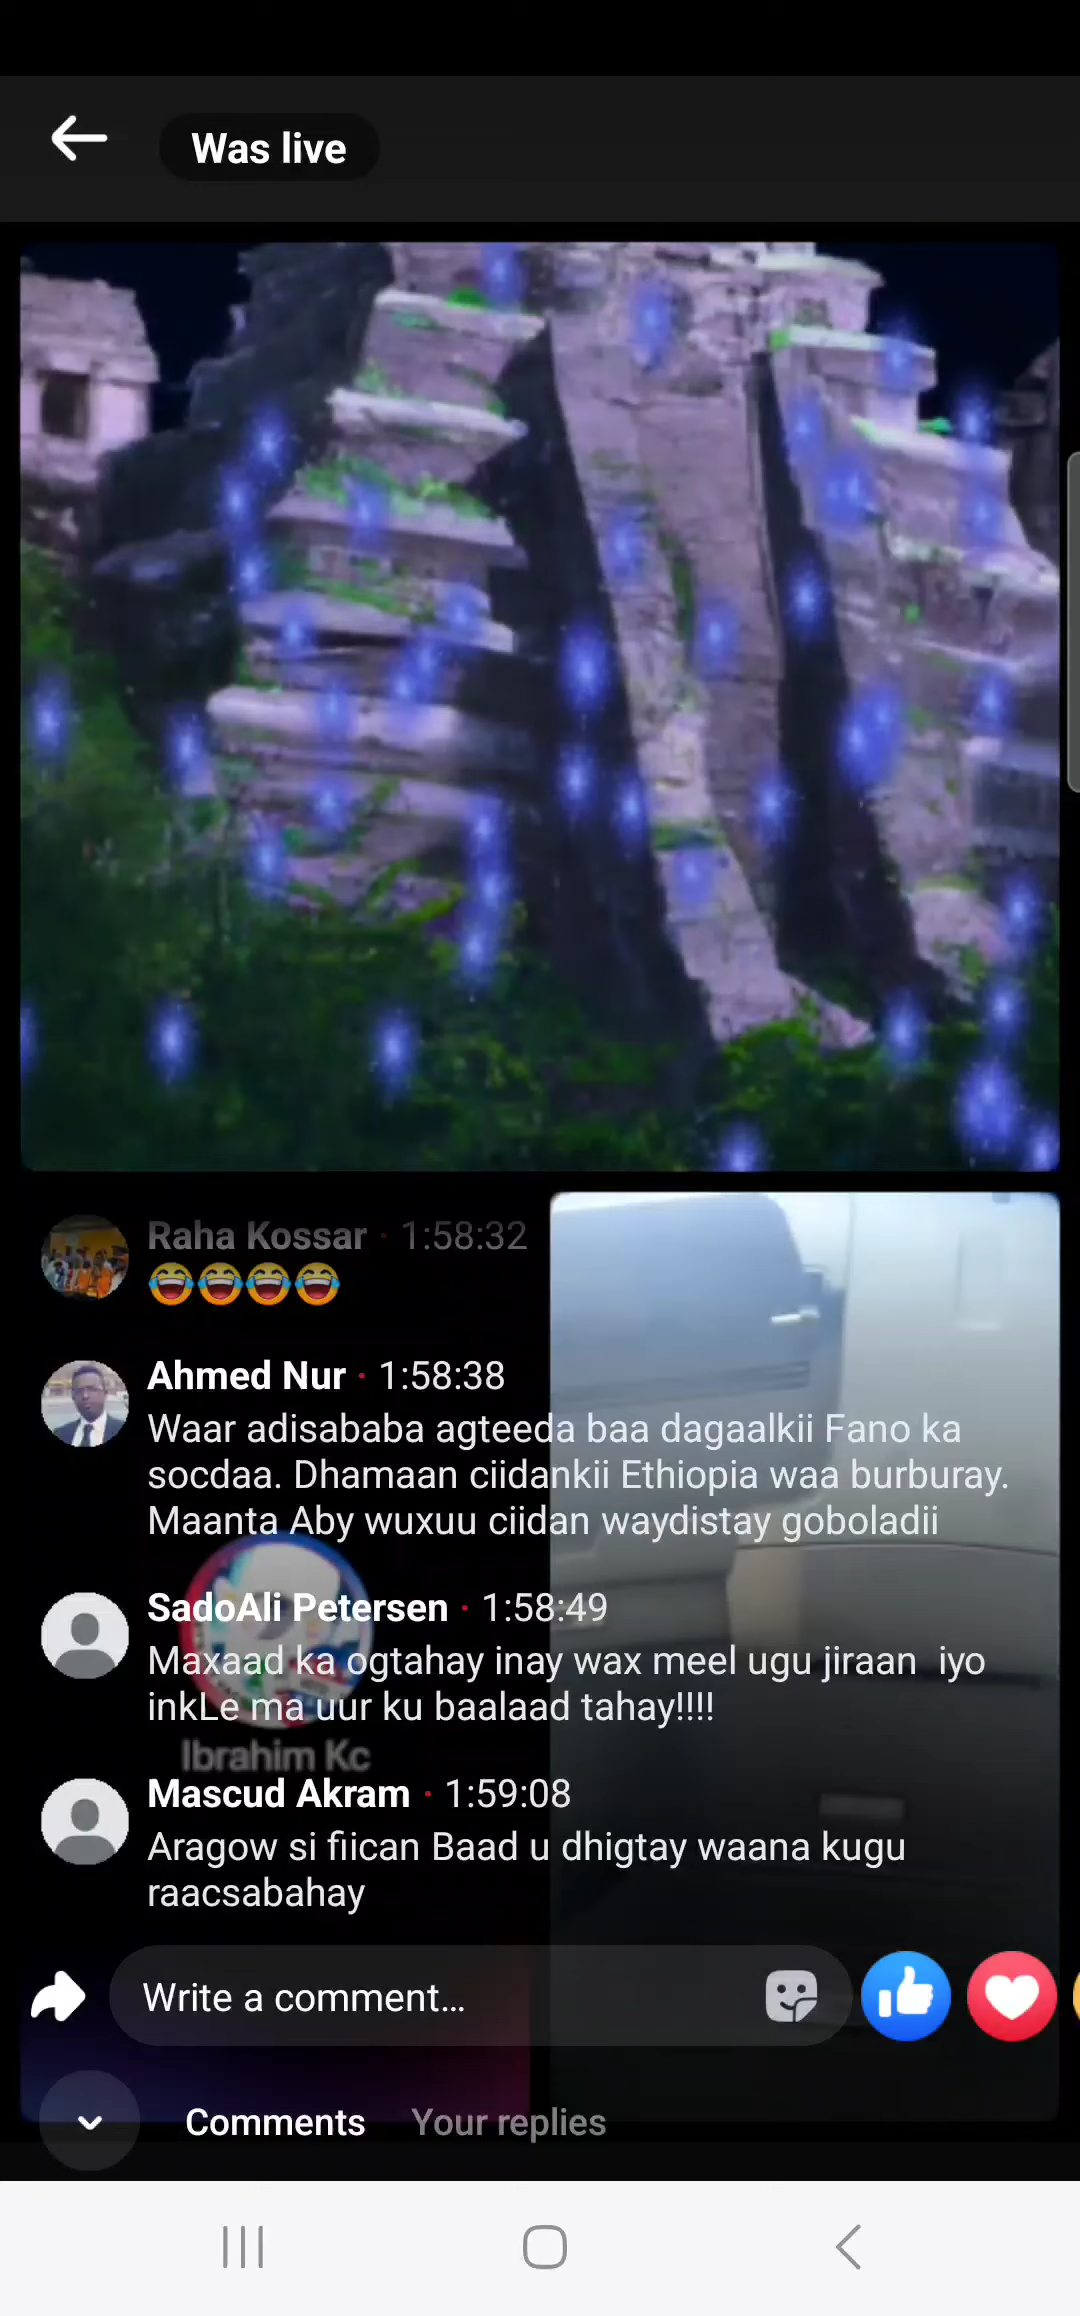 Was live
Raha Kossar · 1:58:32
😂😂😂😂
Ahmed Nur · 1:58:38
Waar adisababa agteeda baa dagaalkii Fano ka
socdaa. Dhamaan ciidankii Ethiopia waa burburay.
Maanta Aby wuxuu ciidan waydistay goboladii
SadoAli Petersen · 1:58:49
Maxaad ka ogtahay inay wax meel ugu jiraan  iyo
inkLe ma uur ku baalaad tahay!!!!
Ibrahim Kc
Mascud Akram · 1:59:08
Aragow si fiican Baad u dhigtay waana kugu
raacsabahay
Write a comment...
Comments Your replies